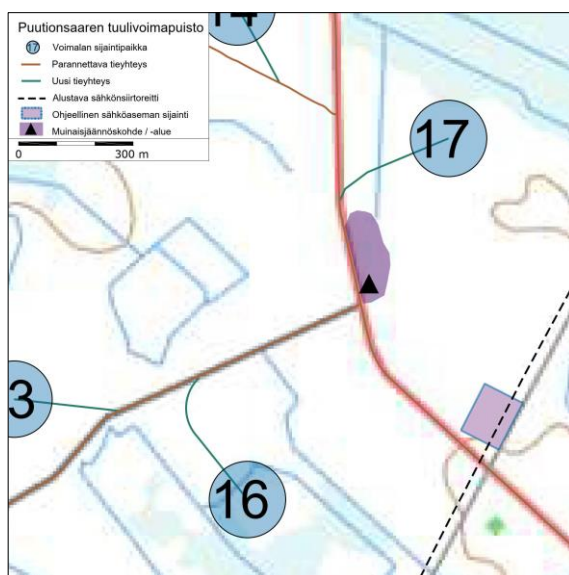 Puutionsaaren tuulivoimapuisto
17 Voimalan sijaintipaikka
Parannettava tieyhteys
Uusi tieyhteys
Alustava sähkönsiirtoreitti
Ohjeellinen sähköaseman sijainti
Muinaisjäännöskohde / -alue
0 300 m
14
17
3
16